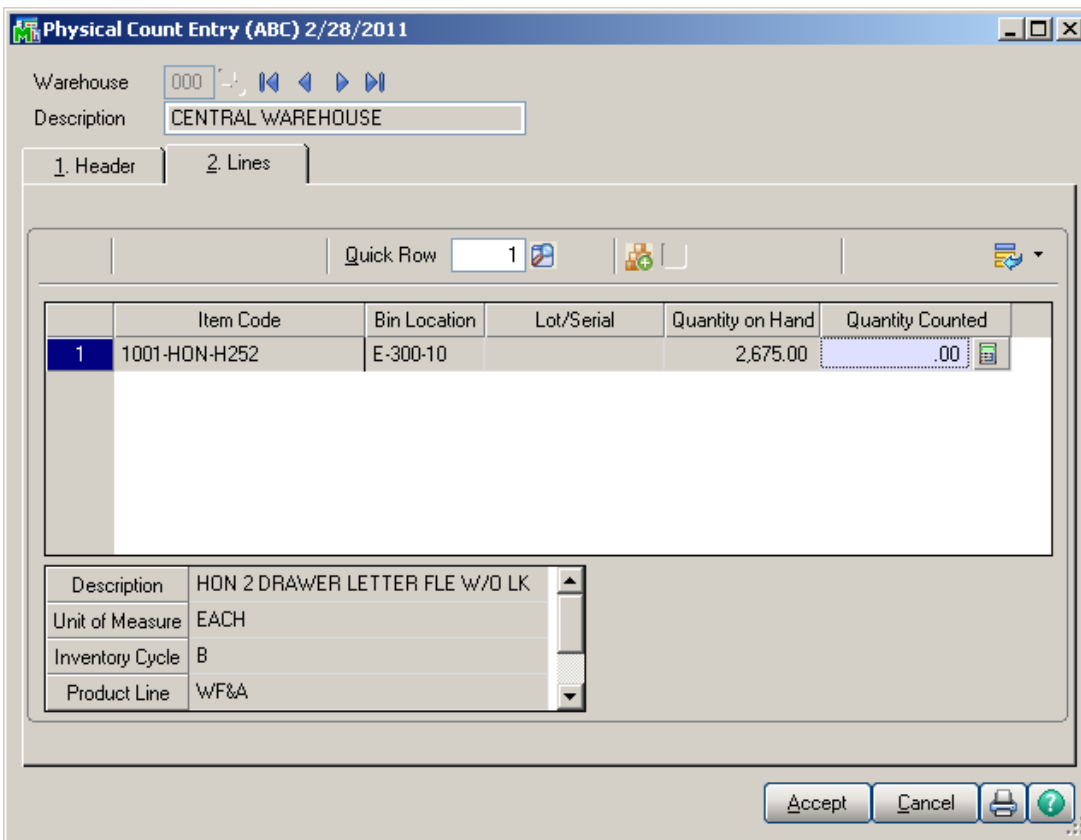 Physical Count Entry (ABC) 2/28/2011
Warehouse 000
Description CENTRAL WAREHOUSE
1. Header 2. Lines
Quick Row 1
Item Code Bin Location Lot/Serial Quantity on Hand Quantity Counted
1 1001-HON-H252 E-300-10 2,675.00 .00
Description HON 2 DRAWER LETTER FLE W/O LK
Unit of Measure EACH
Inventory Cycle B
Product Line WF&A
Accept Cancel